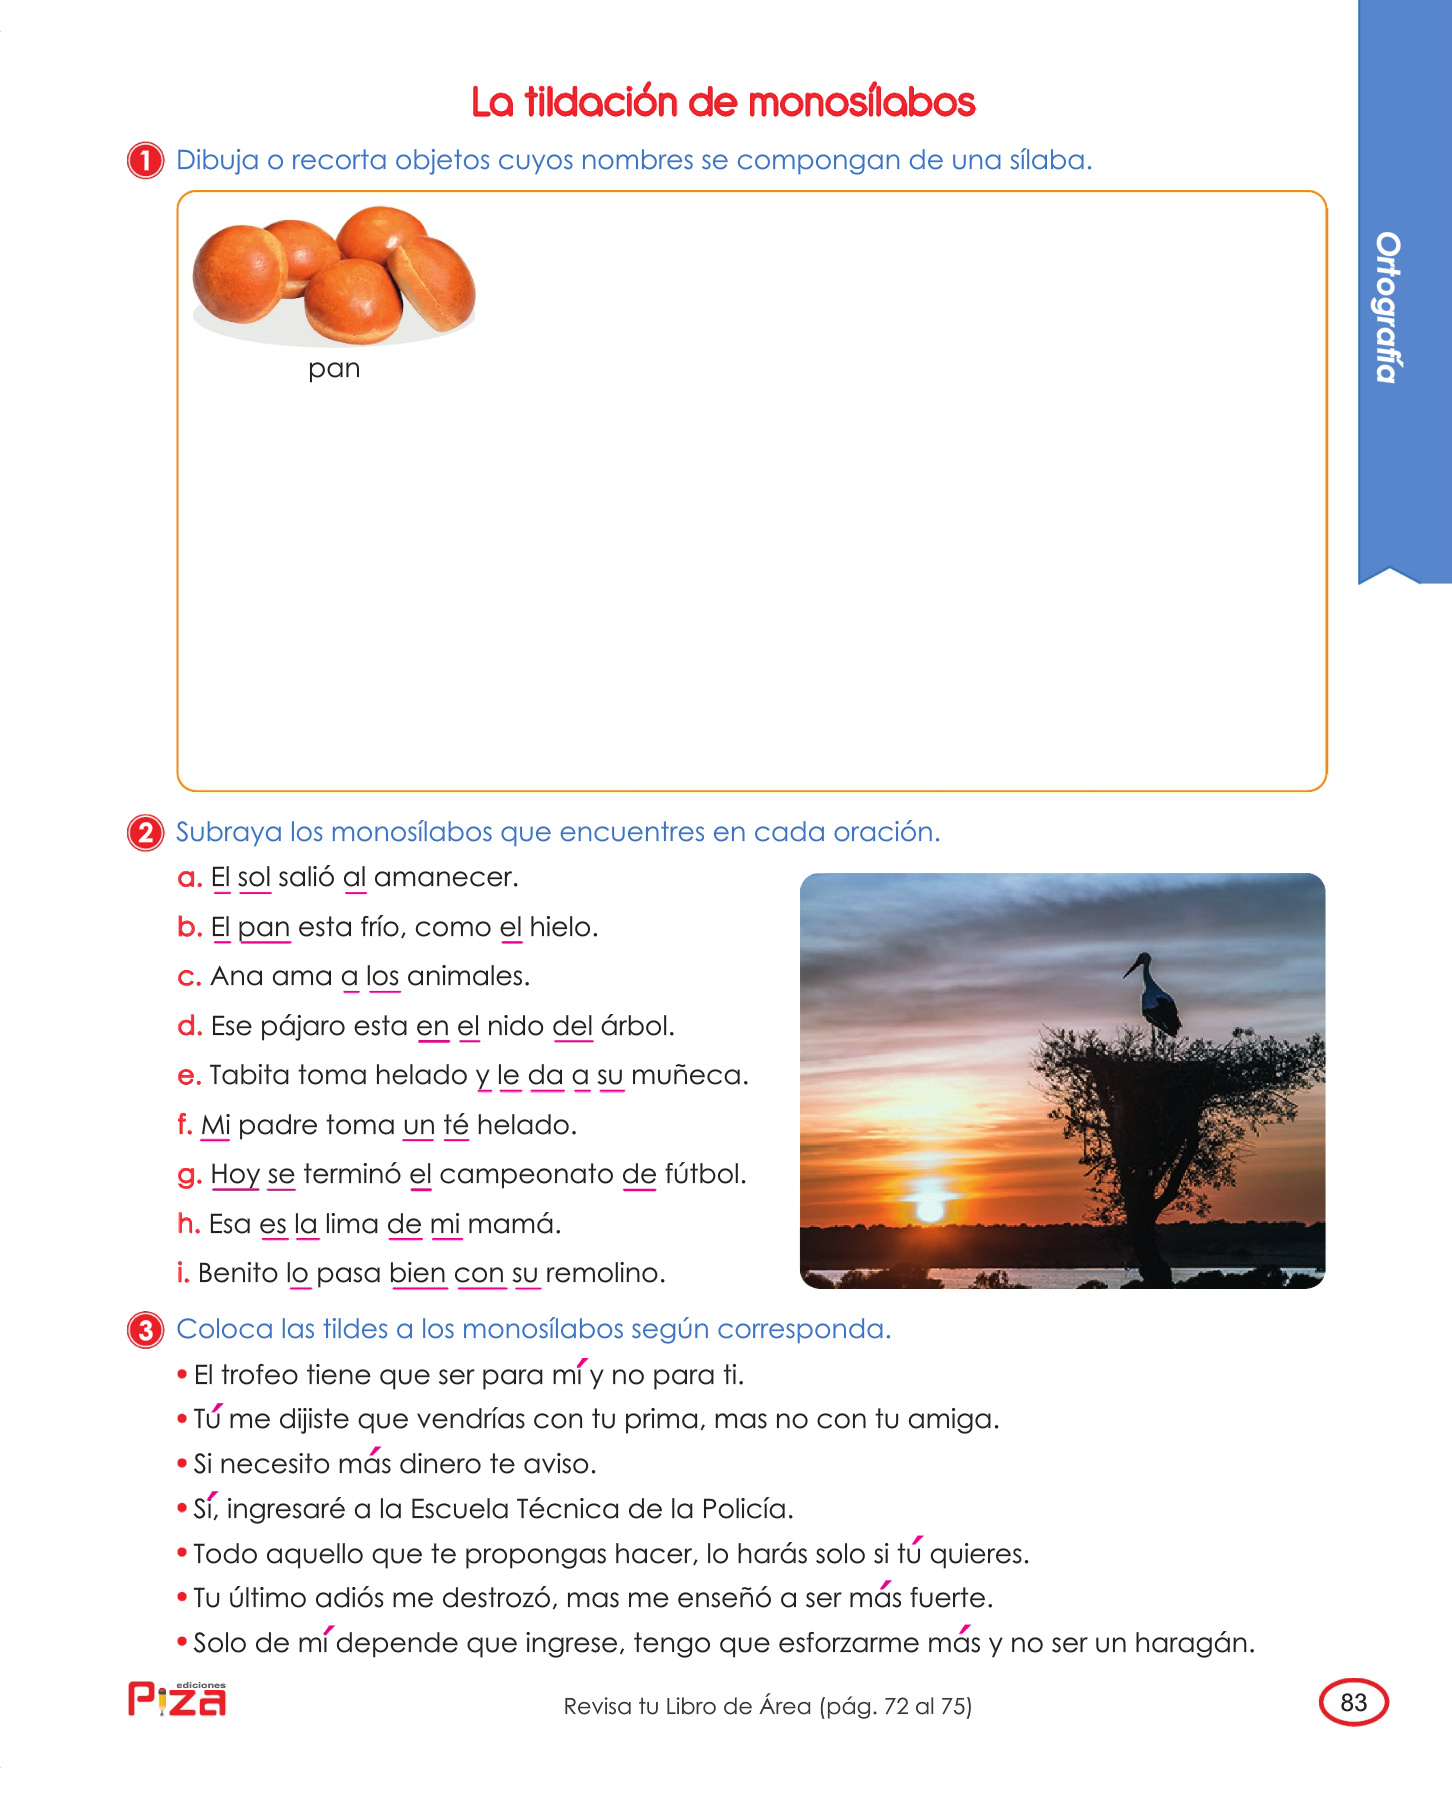 La tildación de monosílabos
1 Dibuja o recorta objetos cuyos nombres se compongan de una sílaba.
Ortografía
pan
2 Subraya los monosílabos que encuentres en cada oración.
a. El sol salió al amanecer.
b. El pan esta frío, como el hielo.
c. Ana ama a los animales.
d. Ese pájaro esta en el nido del árbol.
e. Tabita toma helado y le da a su muñeca.
f. Mi padre toma un té helado.
g. Hoy se terminó el campeonato de fútbol.
h. Esa es la lima de mi mamá.
i. Benito lo pasa bien con su remolino.
3 Coloca las tildes a los monosílabos según corresponda.
• El trofeo tiene que ser para mí y no para ti.
• Tú me dijiste que vendrías con tu prima, mas no con tu amiga.
• Si necesito más dinero te aviso.
• Sí, ingresaré a la Escuela Técnica de la Policía.
• Todo aquello que te propongas hacer, lo harás solo si tú quieres.
• Tu último adiós me destrozó, mas me enseñó a ser más fuerte.
• Solo de mí depende que ingrese, tengo que esforzarme más y no ser un haragán.
ediciones
Piza
Revisa tu Libro de Área (pág. 72 al 75)
83